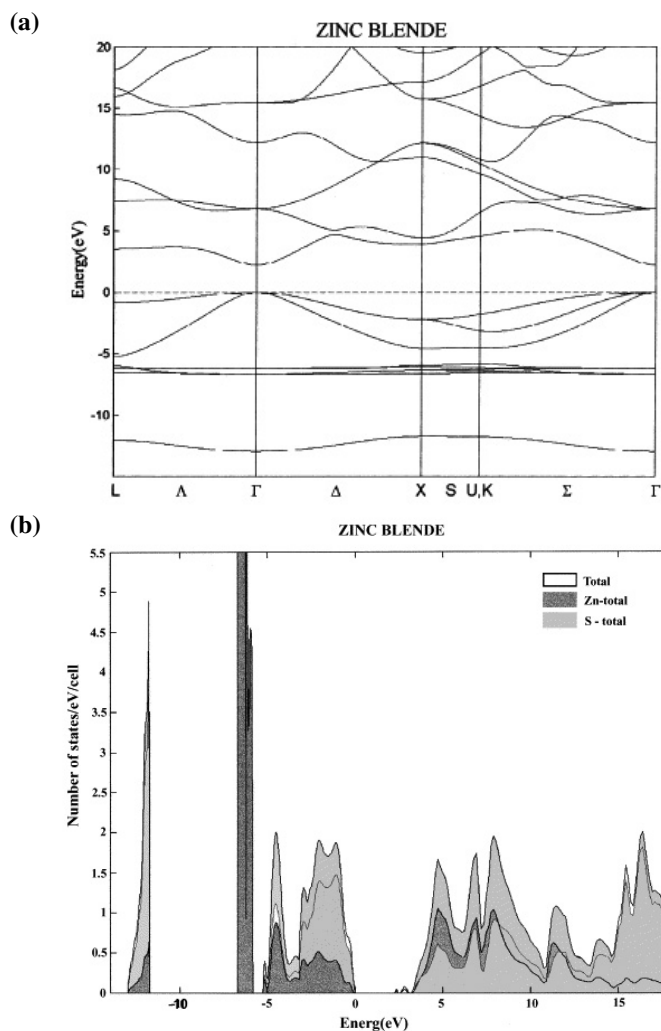 (a)
ZINC BLENDE
Energy(eV)
20
15
10
5
0
-5
-10
L Λ Γ Δ X S U,K Σ Γ
(b)
ZINC BLENDE
Number of states/eV/cell
5.5
5
4.5
4
3.5
3
2.5
2
1.5
1
0.5
0
Total
Zn-total
S - total
-10 -5 0 5 10 15
Energ(eV)